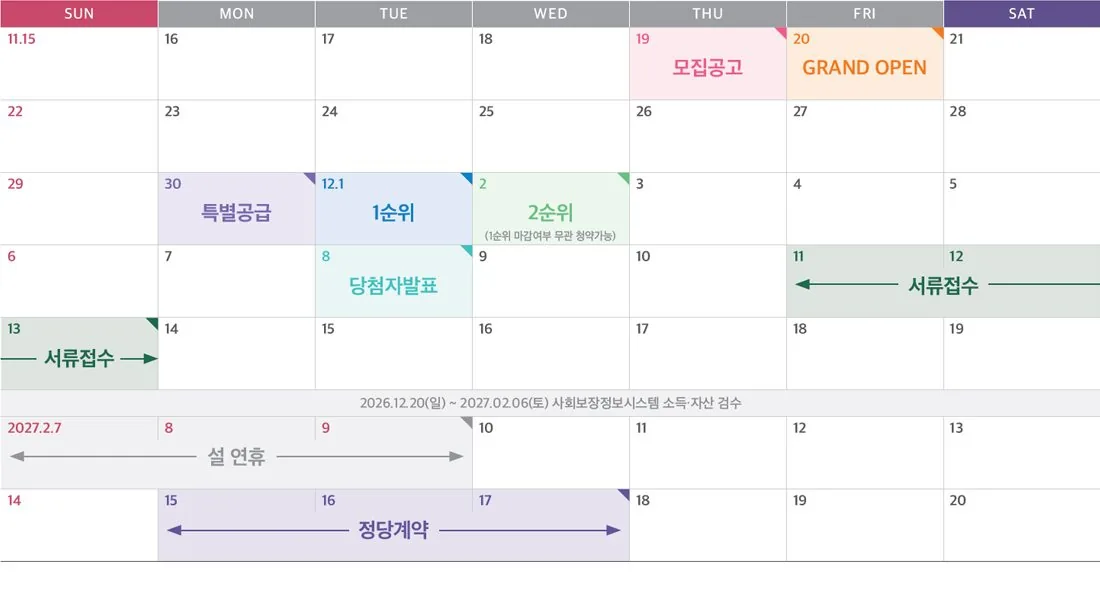 SUN MON TUE WED THU FRI SAT
11.15 16 17 18 19 20 21
모집공고 GRAND OPEN
22 23 24 25 26 27 28
29 30 12.1 2 3 4 5
특별공급 1순위 2순위
(1순위 마감여부 무관 청약가능)
6 7 8 9 10 11 12
당첨자발표 서류접수
13 14 15 16 17 18 19
서류접수
2026.12.20(일) ~ 2027.02.06(토) 사회보장정보시스템 소득·자산 검수
2027.2.7 8 9 10 11 12 13
설 연휴
14 15 16 17 18 19 20
정당계약